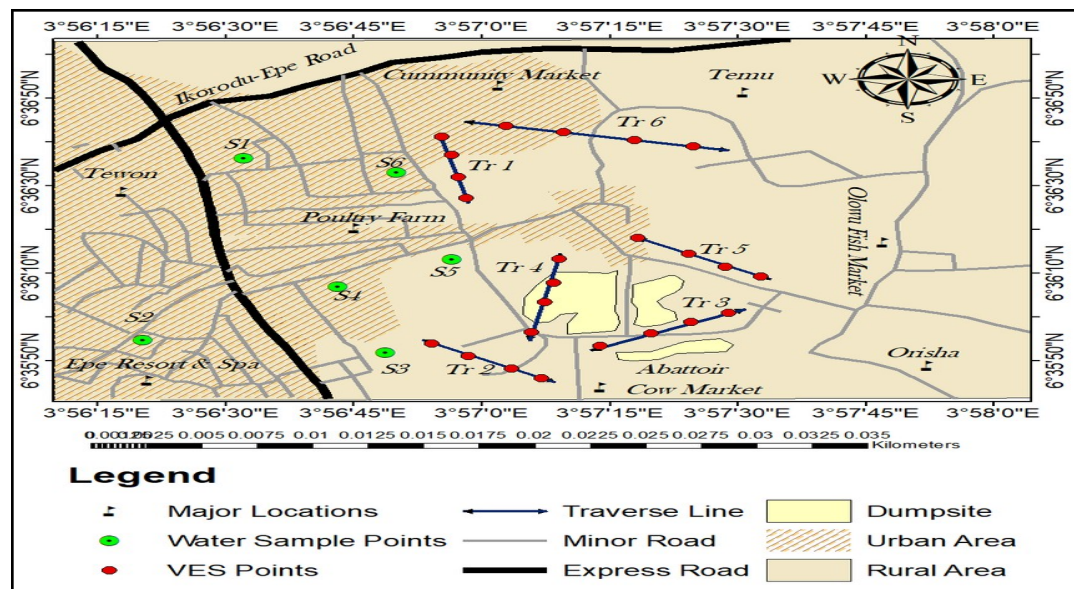 3°56'15"E 3°56'30"E 3°56'45"E 3°57'0"E 3°57'15"E 3°57'30"E 3°57'45"E 3°58'0"E
N
W E
S
Ikorodu-Epe Road
Cummunity Market
Temu
6°36'50"N
6°36'50"N
Tr 6
S1
S6
Tr 1
Tewon
6°36'30"N
6°36'30"N
Poultry Farm
Olowu Fish Market
Tr 5
S5
Tr 4
6°36'10"N
6°36'10"N
S4
Tr 3
S2
S3
Tr 2
Epe Resort & Spa
Abattoir
Cow Market
Orisha
6°35'50"N
6°35'50"N
3°56'15"E 3°56'30"E 3°56'45"E 3°57'0"E 3°57'15"E 3°57'30"E 3°57'45"E 3°58'0"E
0.005 0.0075 0.01 0.0125 0.015 0.0175 0.02 0.0225 0.025 0.0275 0.03 0.0325 0.035
Kilometers
Legend
Major Locations Traverse Line Dumpsite
Water Sample Points Minor Road Urban Area
VES Points Express Road Rural Area